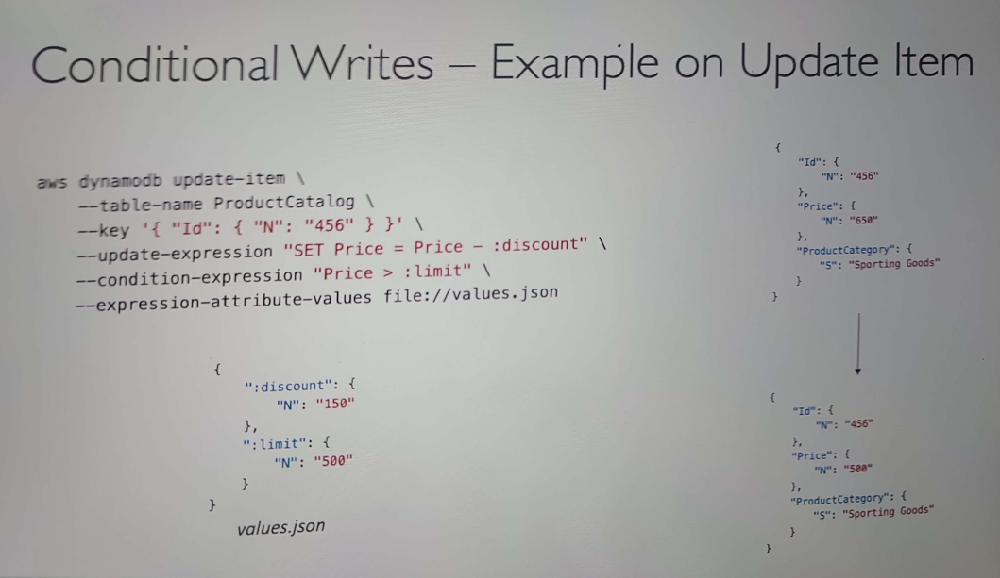 Conditional Writes – Example on Update Item
aws dynamodb update-item \
--table-name ProductCatalog \
--key '{ "Id": { "N": "456" } }' \
--update-expression "SET Price = Price - :discount" \
--condition-expression "Price > :limit" \
--expression-attribute-values file://values.json
{
":discount": {
"N": "150"
},
":limit": {
"N": "500"
}
}
values.json
{
"Id": {
"N": "456"
},
"Price": {
"N": "650"
},
"ProductCategory": {
"S": "Sporting Goods"
}
}
{
"Id": {
"N": "456"
},
"Price": {
"N": "500"
},
"ProductCategory": {
"S": "Sporting Goods"
}
}